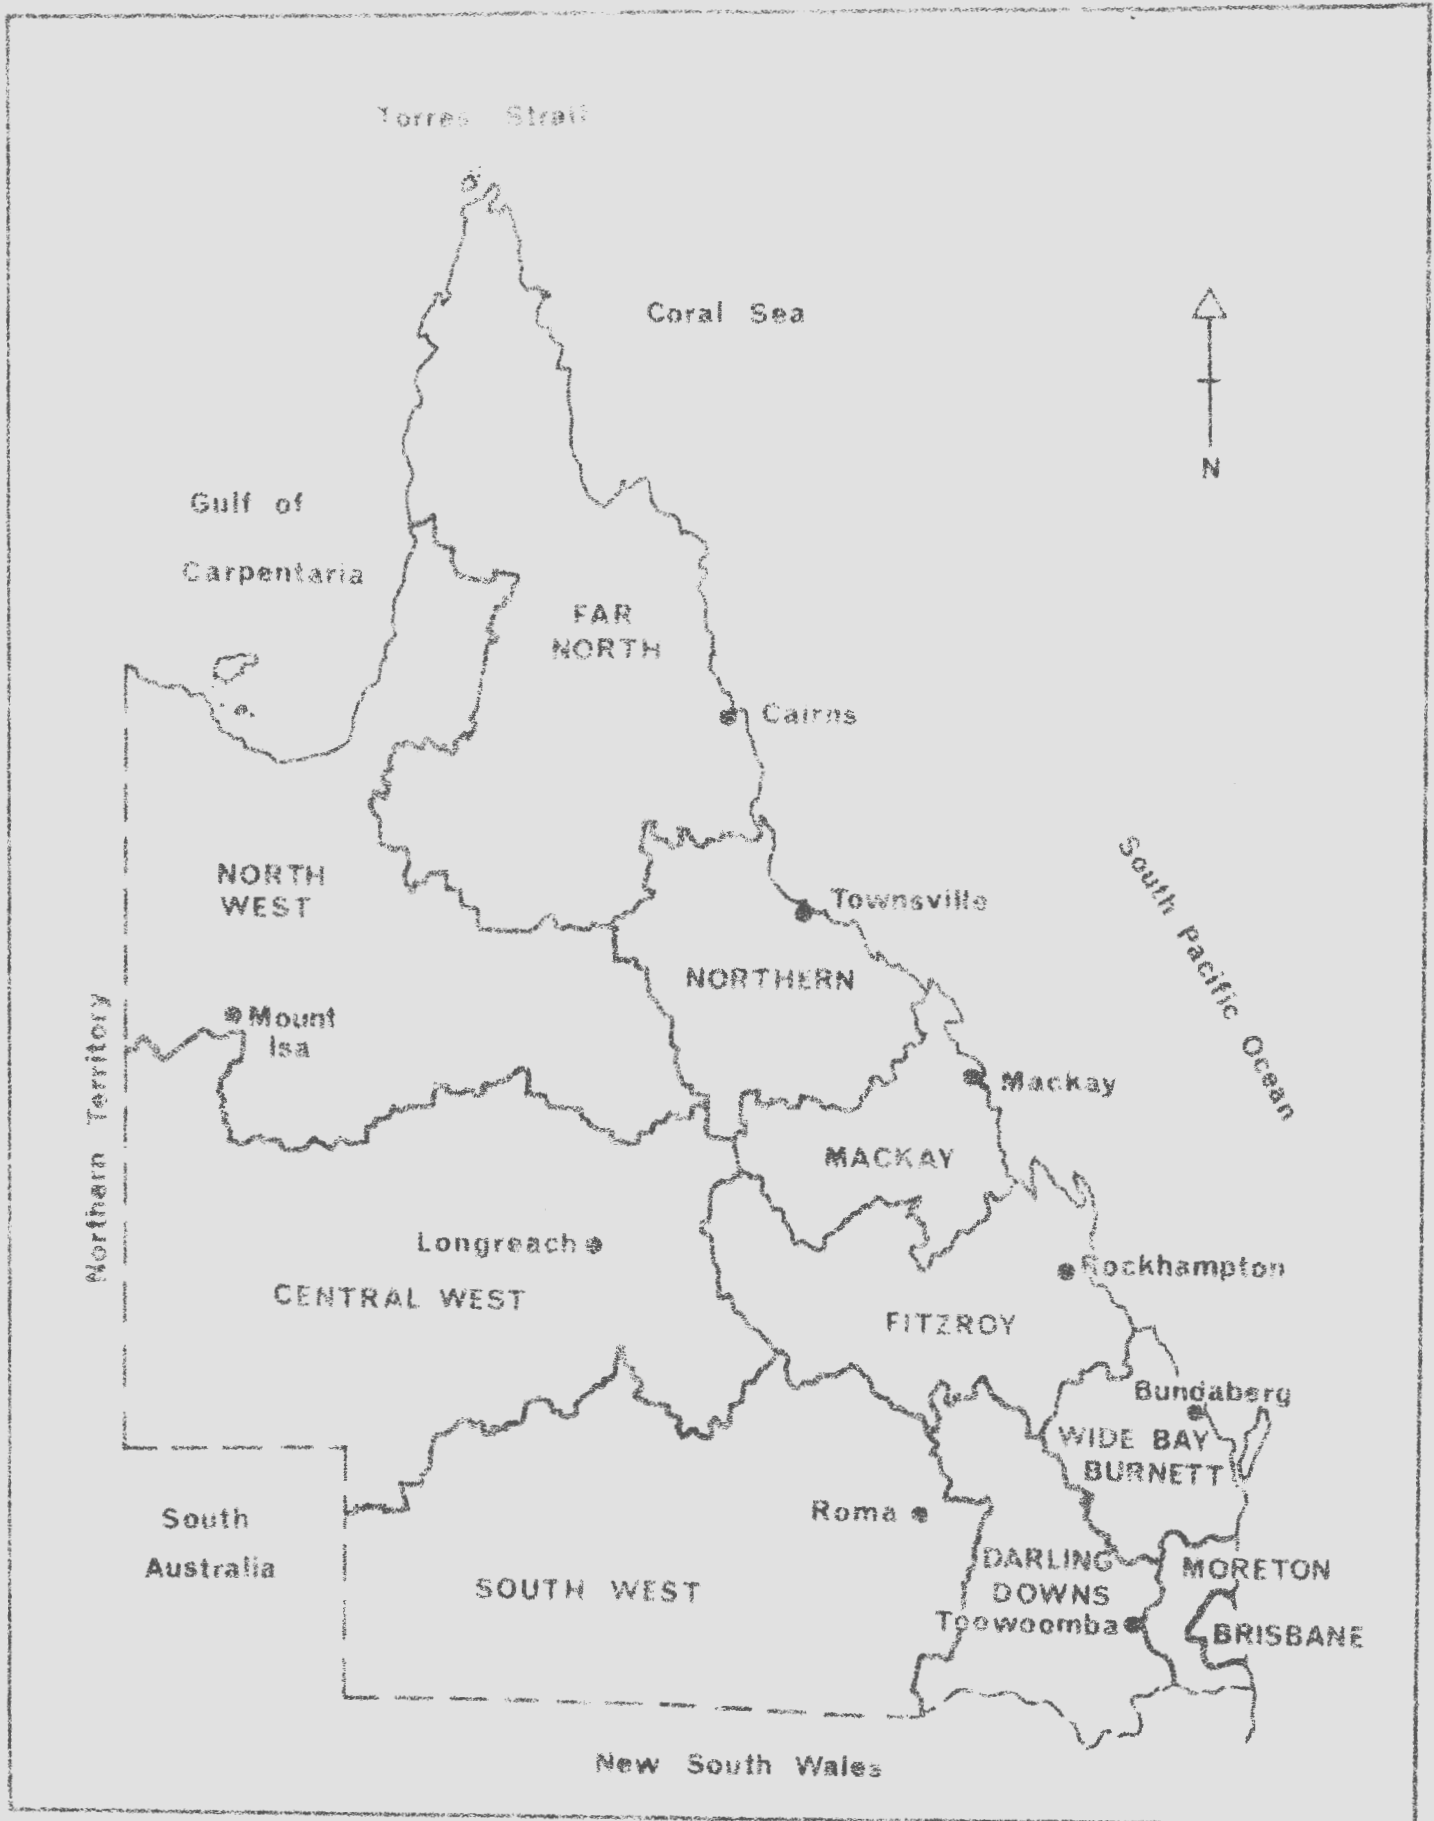 Torres Strait
Coral Sea
N
Gulf of
Carpentaria
FAR
NORTH
Cairns
NORTH
WEST
Townsville
South Pacific Ocean
NORTHERN
Mount
Isa
Northern Territory
Mackay
MACKAY
Longreach
Rockhampton
CENTRAL WEST
FITZROY
Bundaberg
WIDE BAY
BURNETT
Roma
South
Australia
DARLING
DOWNS
MORETON
SOUTH WEST
Toowoomba
BRISBANE
New South Wales